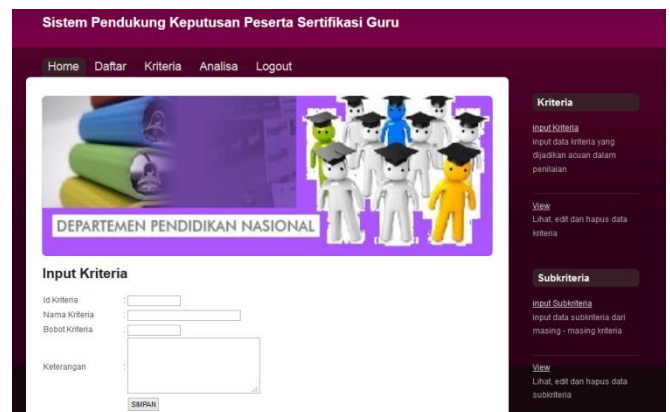 Sistem Pendukung Keputusan Peserta Sertifikasi Guru
Home Daftar Kriteria Analisa Logout
DEPARTEMEN PENDIDIKAN NASIONAL
Input Kriteria
Id Kriteria :
Nama Kriteria :
Bobot Kriteria :
Keterangan :
SIMPAN
Kriteria
input Kriteria
input data kriteria yang
dijadikan acuan dalam
penilaian
View
Lihat, edit dan hapus data
kriteria
Subkriteria
input Subkriteria
input data subkriteria dari
masing - masing kriteria
View
Lihat, edit dan hapus data
subkriteria